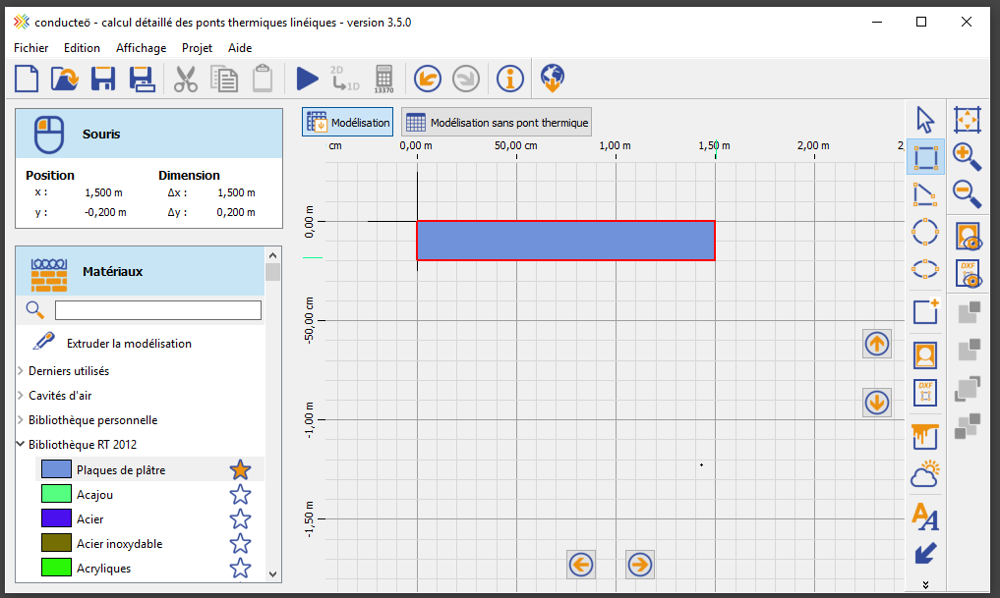 conducteö - calcul détaillé des ponts thermiques linéiques - version 3.5.0
Fichier Edition Affichage Projet Aide
2D
1D
13370
Souris
Position Dimension
x : 1,500 m Δx : 1,500 m
y : -0,200 m Δy : 0,200 m
Matériaux
Extruder la modélisation
Derniers utilisés
Cavités d'air
Bibliothèque personnelle
Bibliothèque RT 2012
Plaques de plâtre
Acajou
Acier
Acier inoxydable
Acryliques
Modélisation Modélisation sans pont thermique
cm 0,00 m 50,00 cm 1,00 m 1,50 m 2,00 m 2
0,00 m
-50,00 cm
-1,00 m
-1,50 m
DXF
DXF
AA